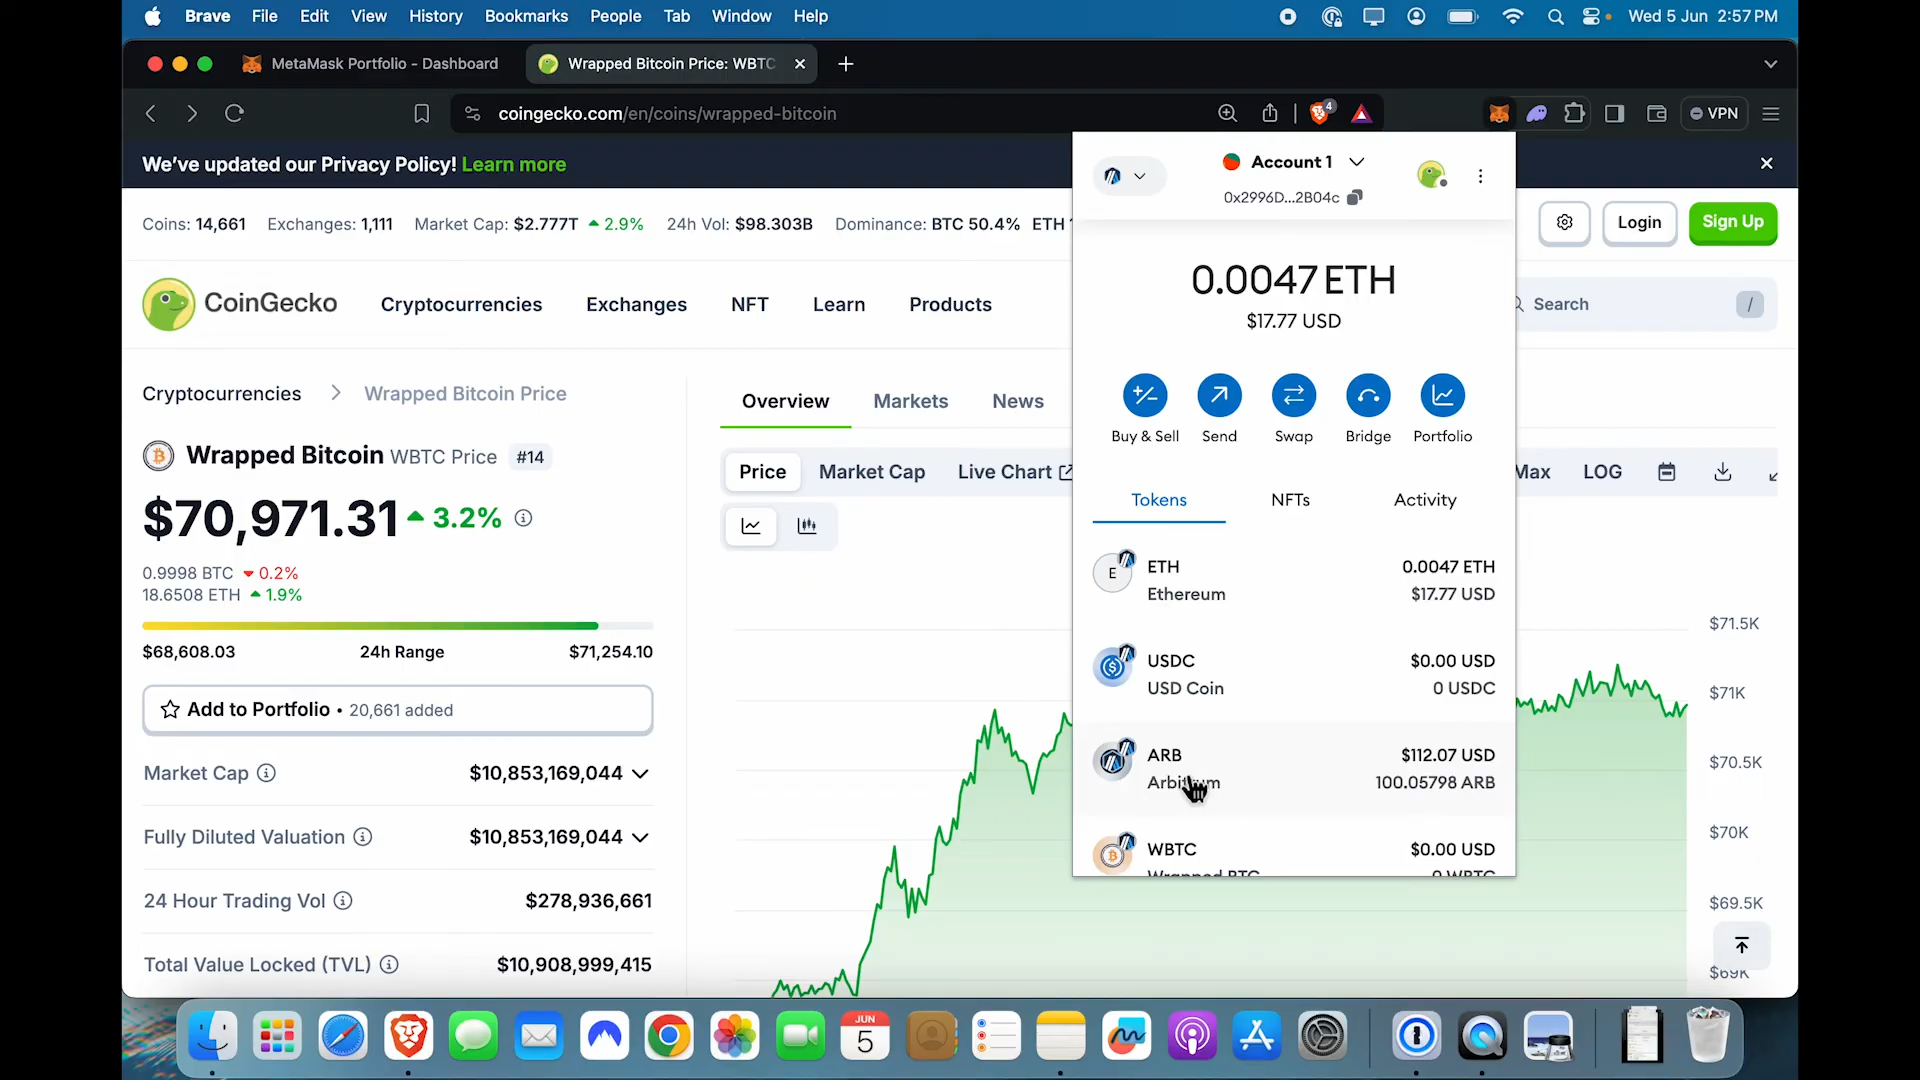 Brave File Edit View History Bookmarks People Tab Window Help
Wed 5 Jun 2:57 PM
MetaMask Portfolio - Dashboard
Wrapped Bitcoin Price: WBTC
coingecko.com/en/coins/wrapped-bitcoin
4
VPN
We've updated our Privacy Policy! Learn more
Coins: 14,661 Exchanges: 1,111 Market Cap: $2.777T 2.9% 24h Vol: $98.303B Dominance: BTC 50.4% ETH
Login
Sign Up
CoinGecko
Cryptocurrencies Exchanges NFT Learn Products
Search /
Cryptocurrencies Wrapped Bitcoin Price
Wrapped Bitcoin WBTC Price #14
$70,971.31 3.2%
0.9998 BTC 0.2%
18.6508 ETH 1.9%
$68,608.03 24h Range $71,254.10
Add to Portfolio • 20,661 added
Market Cap $10,853,169,044
Fully Diluted Valuation $10,853,169,044
24 Hour Trading Vol $278,936,661
Total Value Locked (TVL) $10,908,999,415
Overview Markets News
Price Market Cap Live Chart
Max LOG
$71.5K
$71K
$70.5K
$70K
$69.5K
$69K
Account 1
0x2996D...2B04c
0.0047 ETH
$17.77 USD
Buy & Sell Send Swap Bridge Portfolio
Tokens NFTs Activity
E
ETH 0.0047 ETH
Ethereum $17.77 USD
USDC $0.00 USD
USD Coin 0 USDC
ARB $112.07 USD
Arbitrum 100.05798 ARB
WBTC $0.00 USD
Wrapped BTC 0 WBTC
JUN
5